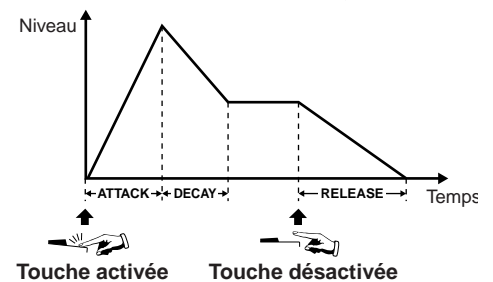 Niveau
ATTACK DECAY RELEASE
Temps
Touche activée Touche désactivée